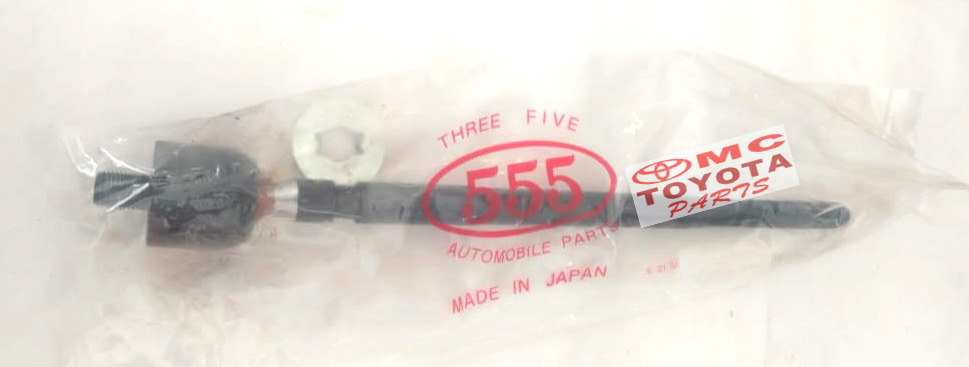 THREE FIVE
555
AUTOMOBILE PARTS
MADE IN JAPAN
MC
TOYOTA
PARTS